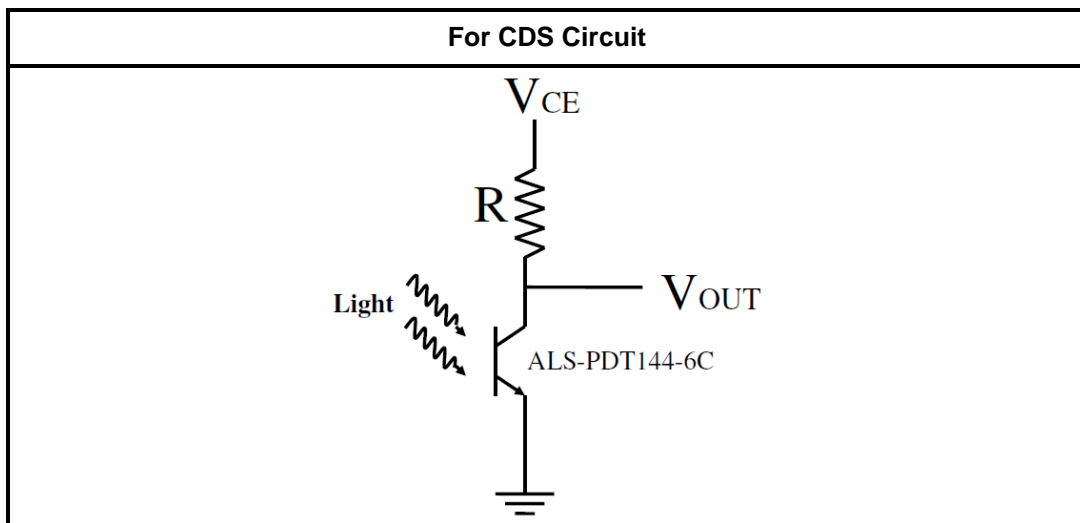 For CDS Circuit
VCE
R
VOUT
Light
ALS-PDT144-6C